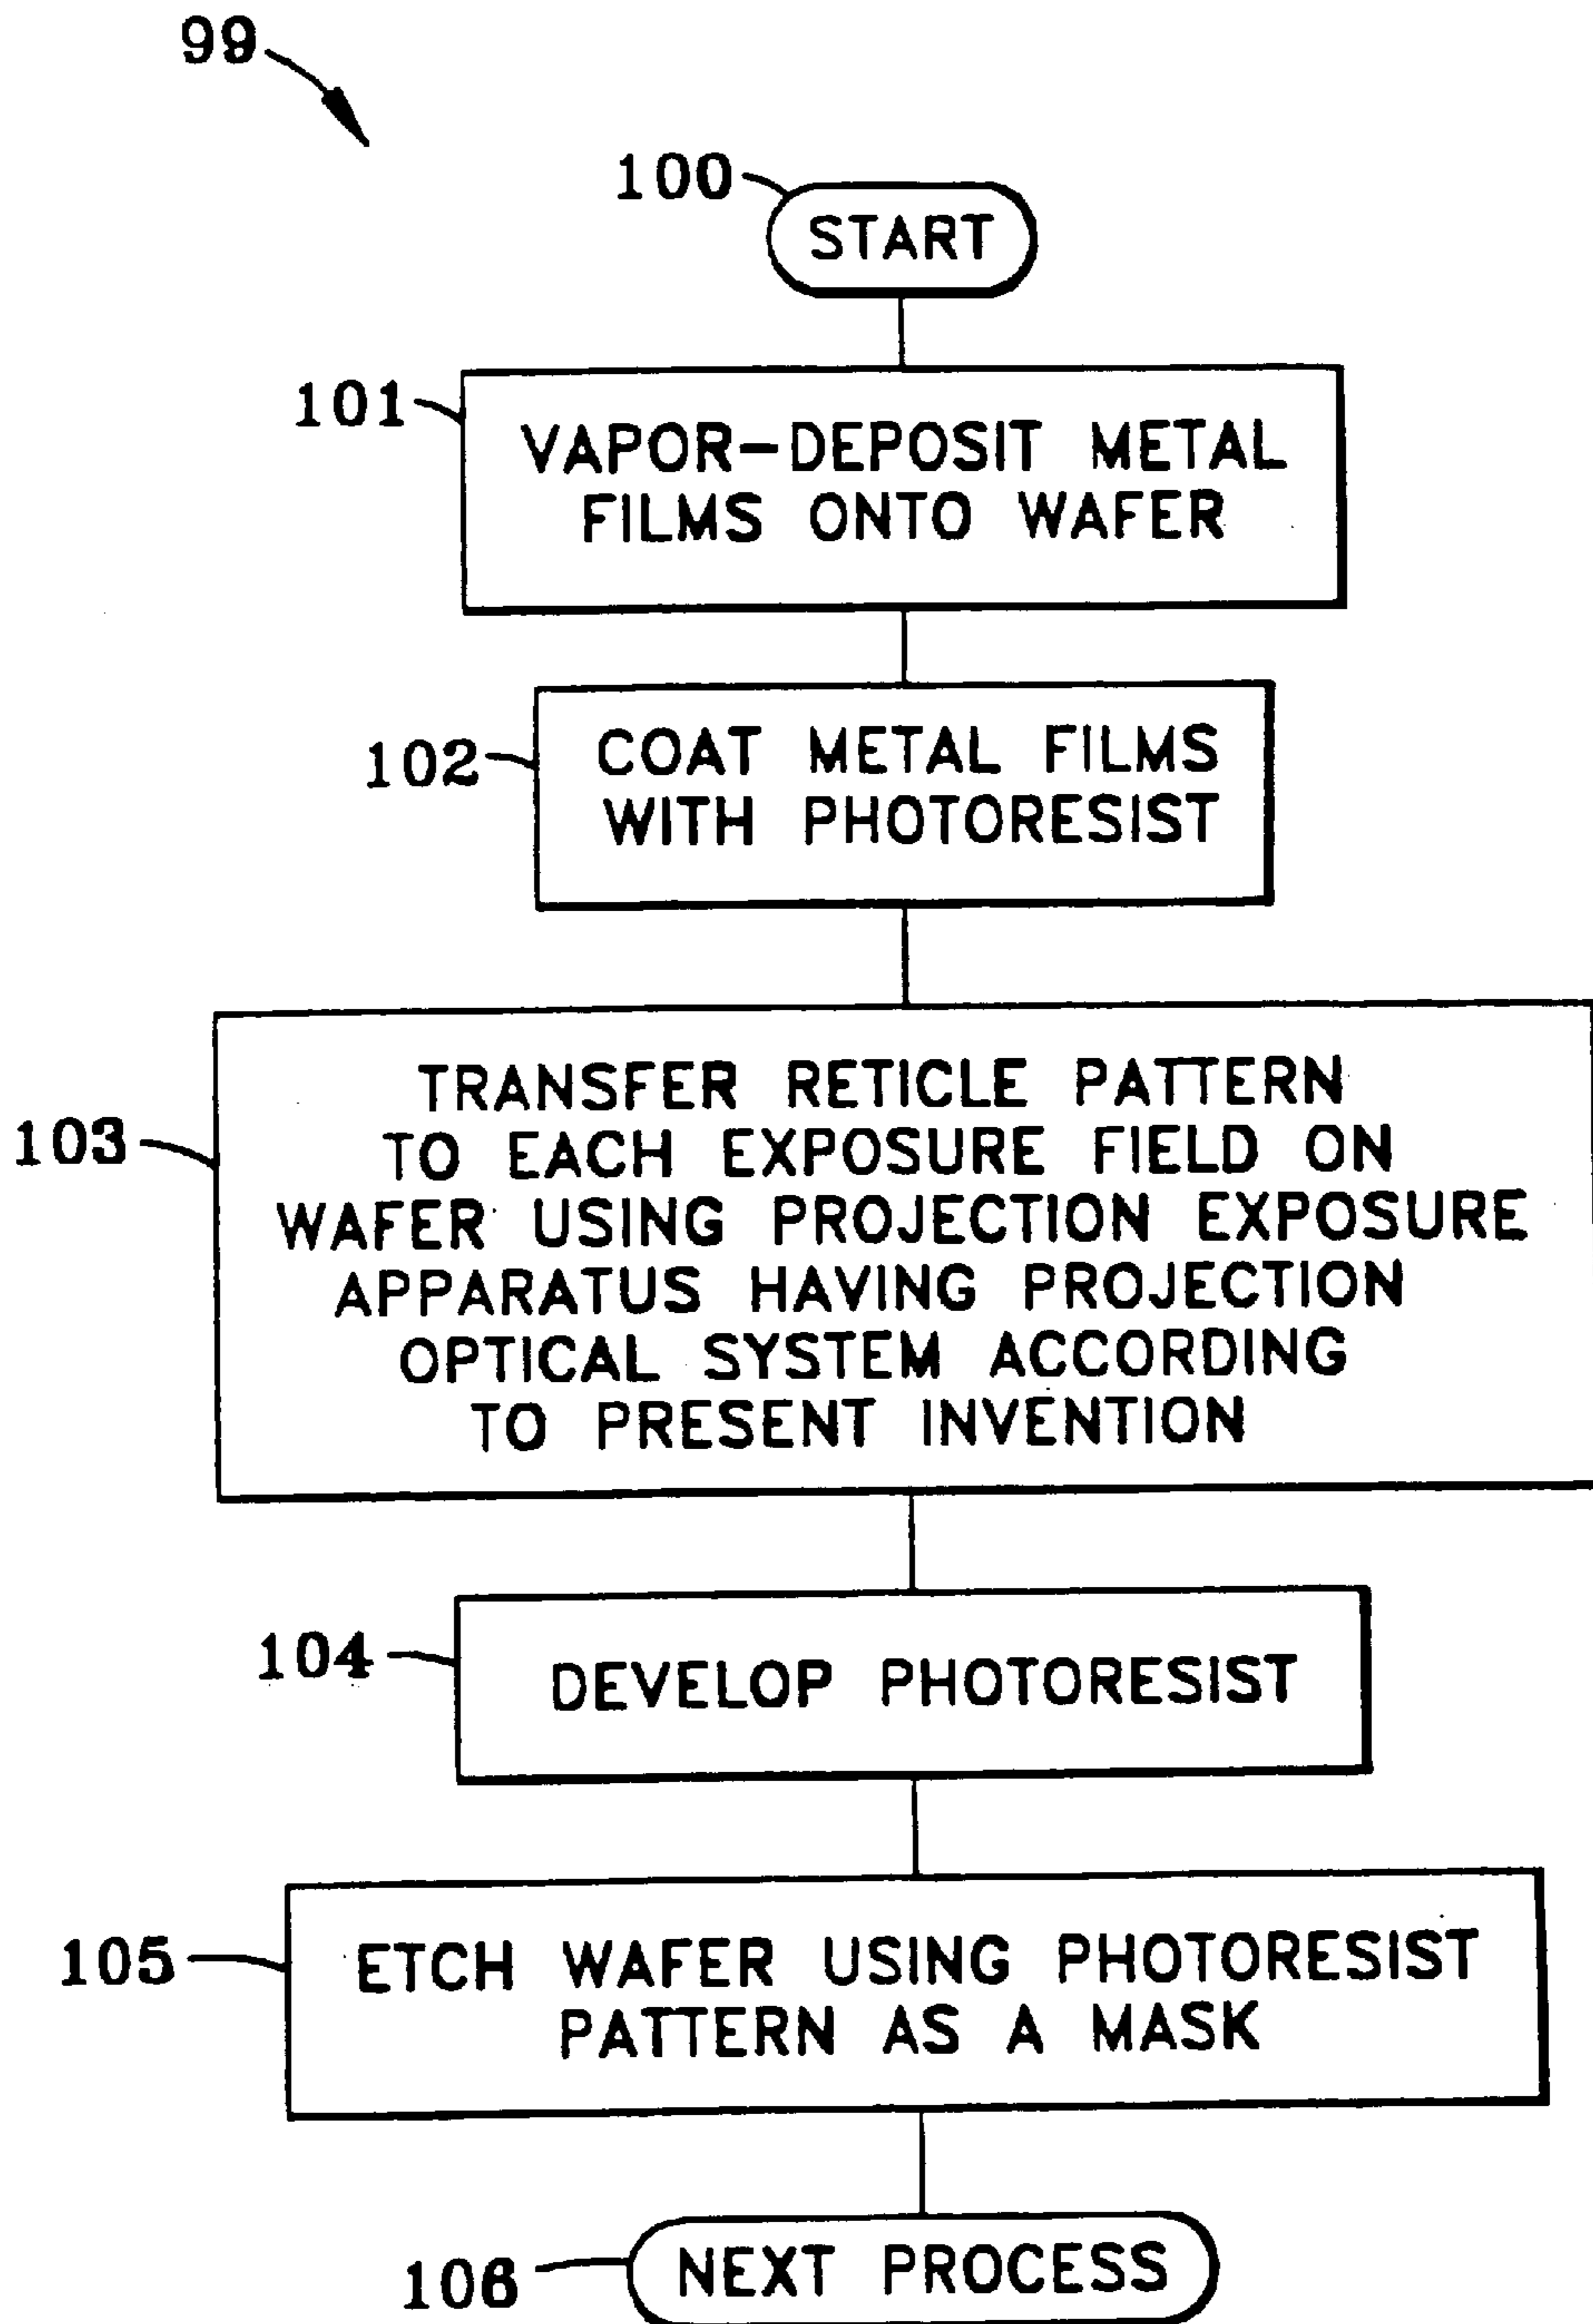 99
100
START
101
VAPOR-DEPOSIT METAL
FILMS ONTO WAFER
102
COAT METAL FILMS
WITH PHOTORESIST
103
TRANSFER RETICLE PATTERN
TO EACH EXPOSURE FIELD ON
WAFER USING PROJECTION EXPOSURE
APPARATUS HAVING PROJECTION
OPTICAL SYSTEM ACCORDING
TO PRESENT INVENTION
104
DEVELOP PHOTORESIST
105
ETCH WAFER USING PHOTORESIST
PATTERN AS A MASK
106
NEXT PROCESS